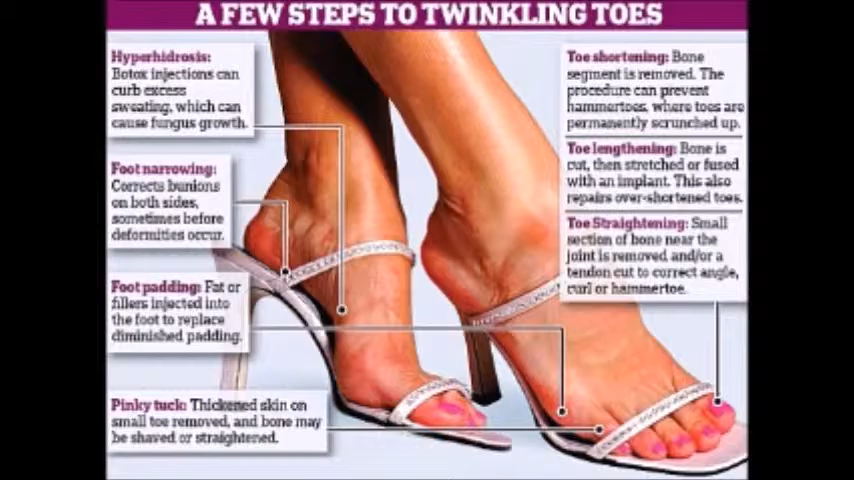 A FEW STEPS TO TWINKLING TOES
Hyperhidrosis:
Botox injections can
curb excess
sweating, which can
cause fungus growth.
Foot narrowing:
Corrects bunions
on both sides,
sometimes before
deformities occur.
Foot padding: Fat or
fillers injected into
the foot to replace
diminished padding.
Pinky tuck: Thickened skin on
small toe removed, and bone may
be shaved or straightened.
Toe shortening: Bone
segment is removed. The
procedure can prevent
hammertoes, where toes are
permanently scrunched up.
Toe lengthening: Bone is
cut, then stretched or fused
with an implant. This also
repairs over-shortened toes.
Toe Straightening: Small
section of bone near the
joint is removed and/or a
tendon cut to correct angle,
curl or hammertoe.